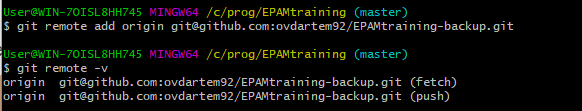 User@WIN-7OISL8HH745 MINGW64 /c/prog/EPAMtraining (master)
$ git remote add origin git@github.com:ovdartem92/EPAMtraining-backup.git
User@WIN-7OISL8HH745 MINGW64 /c/prog/EPAMtraining (master)
$ git remote -v
origin  git@github.com:ovdartem92/EPAMtraining-backup.git (fetch)
origin  git@github.com:ovdartem92/EPAMtraining-backup.git (push)